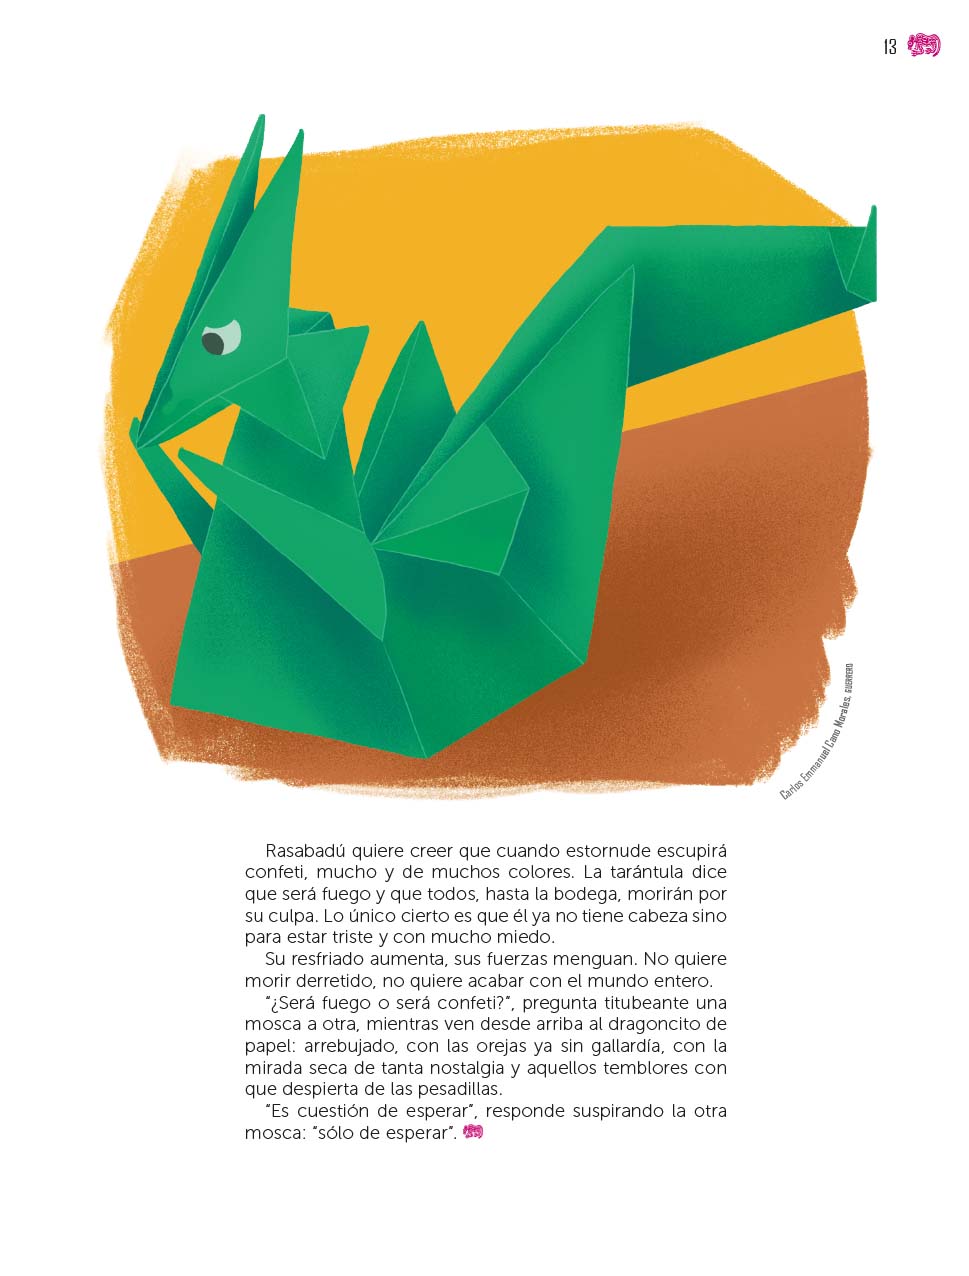 13
Carlos Emmanuel Cano Morales, GUERRERO
Rasabadú quiere creer que cuando estornude escupirá
confeti, mucho y de muchos colores. La tarántula dice
que será fuego y que todos, hasta la bodega, morirán por
su culpa. Lo único cierto es que él ya no tiene cabeza sino
para estar triste y con mucho miedo.
Su resfriado aumenta, sus fuerzas menguan. No quiere
morir derretido, no quiere acabar con el mundo entero.
“¿Será fuego o será confeti?”, pregunta titubeante una
mosca a otra, mientras ven desde arriba al dragoncito de
papel: arrebujado, con las orejas ya sin gallardía, con la
mirada seca de tanta nostalgia y aquellos temblores con
que despierta de las pesadillas.
“Es cuestión de esperar”, responde suspirando la otra
mosca: “sólo de esperar”.